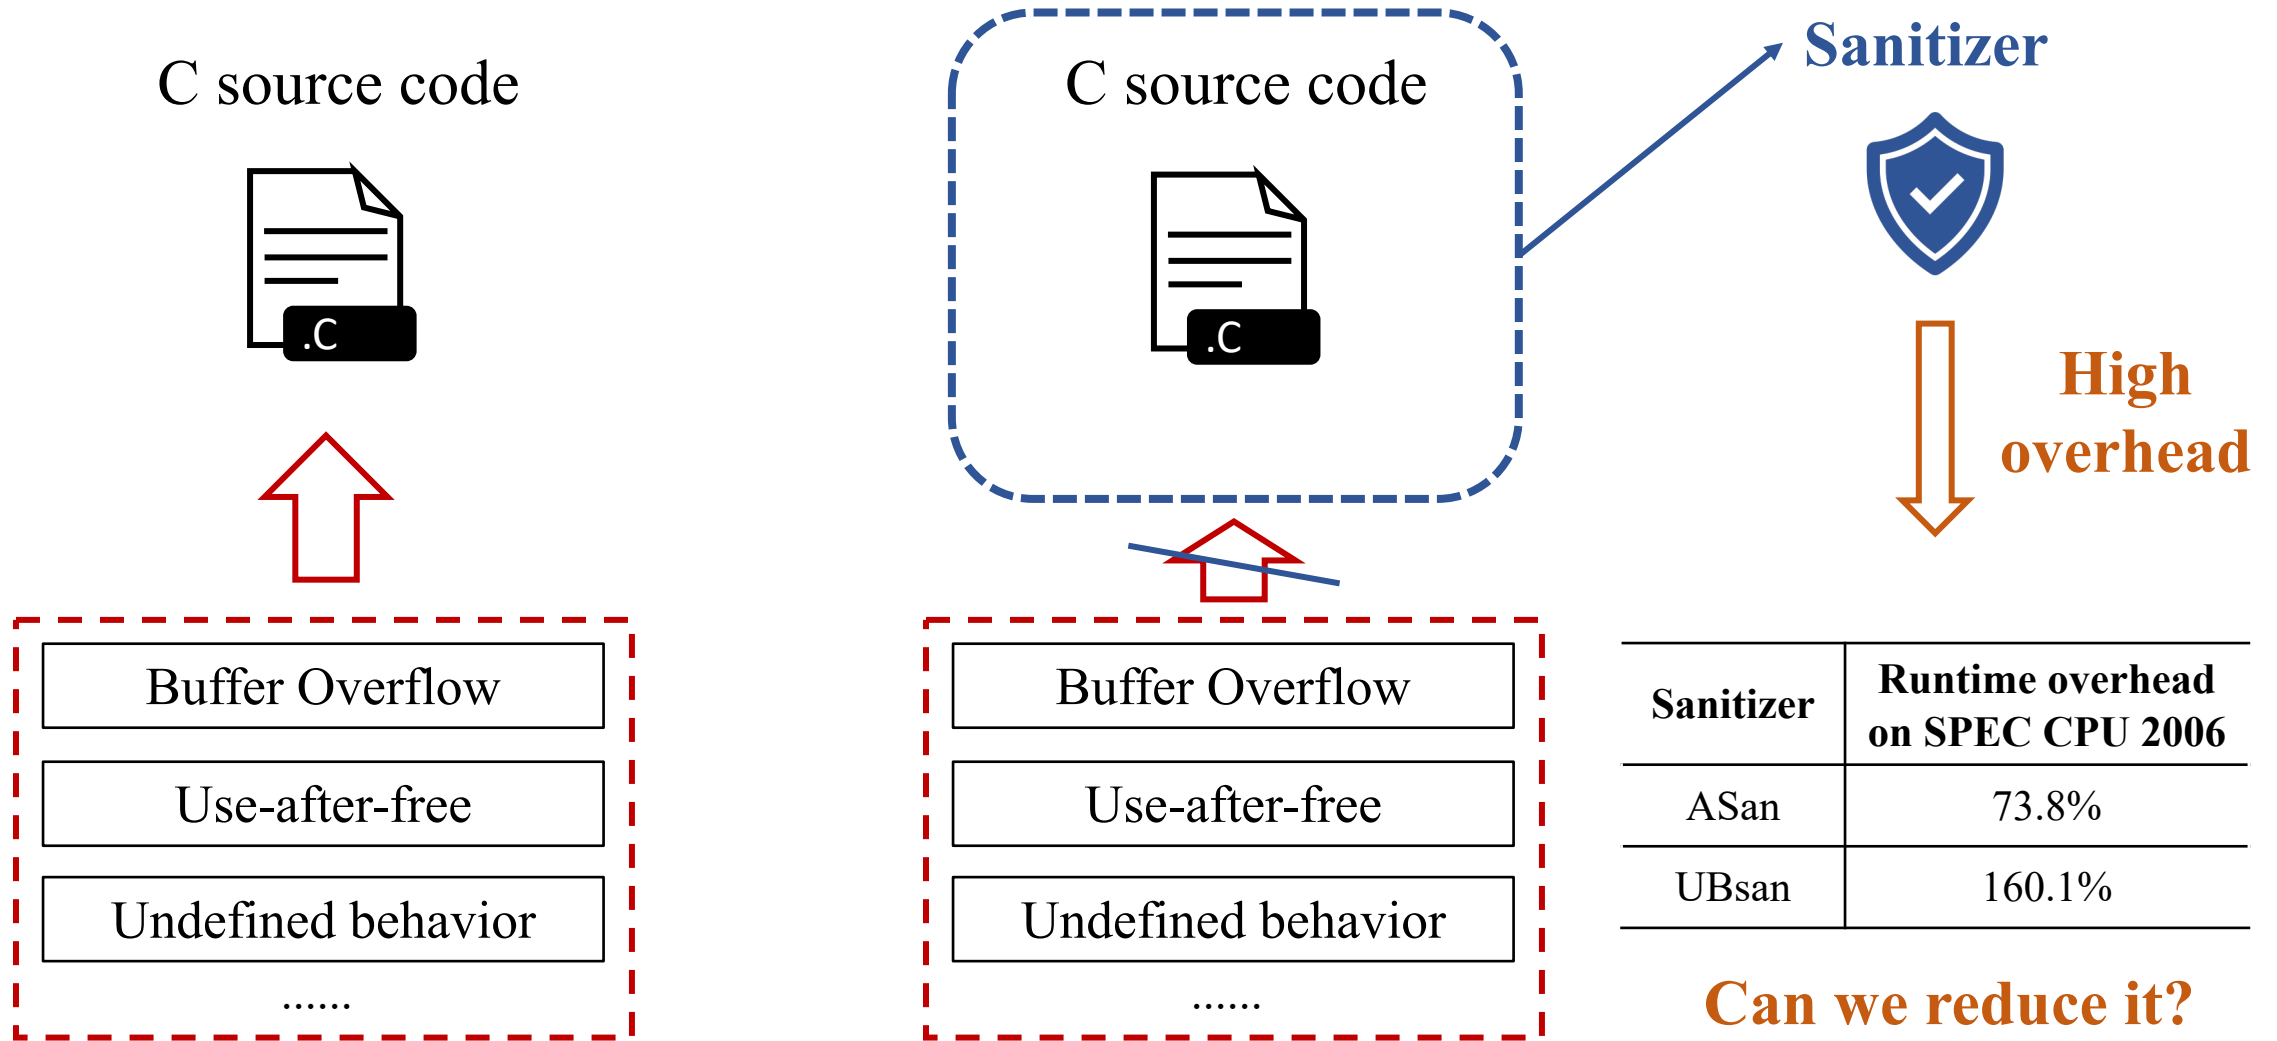 C source code
.C
Buffer Overflow
Use-after-free
Undefined behavior
......
C source code
.C
Buffer Overflow
Use-after-free
Undefined behavior
......
Sanitizer
High
overhead
Sanitizer
Runtime overhead
on SPEC CPU 2006
ASan
73.8%
UBsan
160.1%
Can we reduce it?